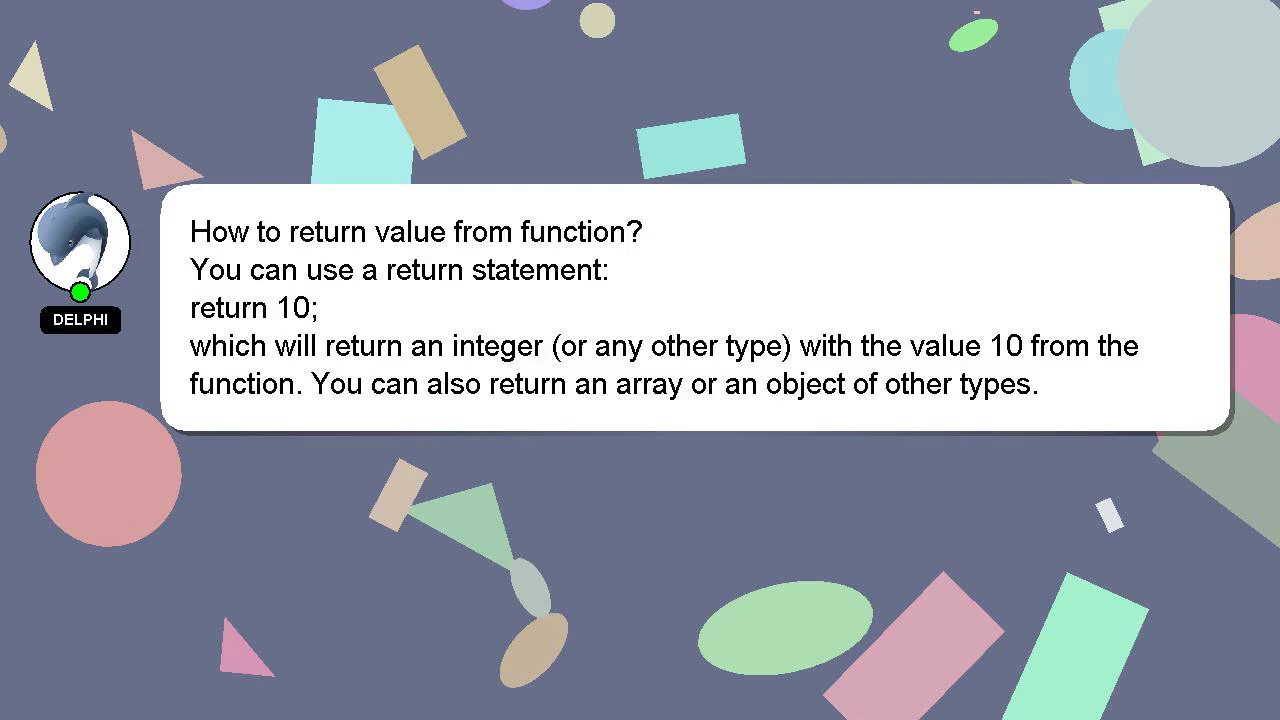 How to return value from function?
You can use a return statement:
return 10;
which will return an integer (or any other type) with the value 10 from the
function. You can also return an array or an object of other types.
DELPHI